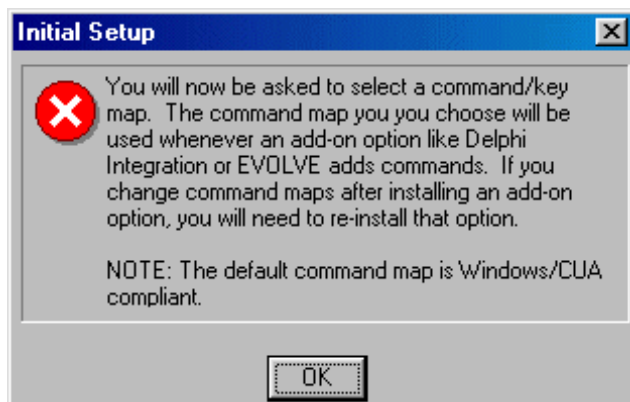 Initial Setup
You will now be asked to select a command/key
map.  The command map you you choose will be
used whenever an add-on option like Delphi
Integration or EVOLVE adds commands.  If you
change command maps after installing an add-on
option, you will need to re-install that option.
NOTE: The default command map is Windows/CUA
compliant.
OK